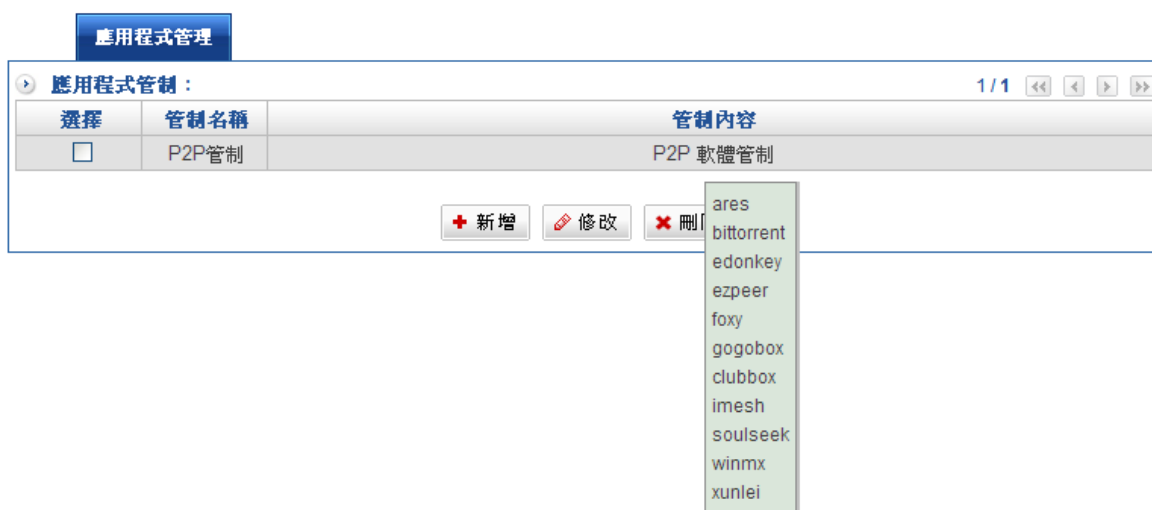 應用程式管理
應用程式管制：
1 / 1
選擇 管制名稱 管制內容
P2P管制 P2P 軟體管制
新增 修改 刪
ares
bittorrent
edonkey
ezpeer
foxy
gogobox
clubbox
imesh
soulseek
winmx
xunlei